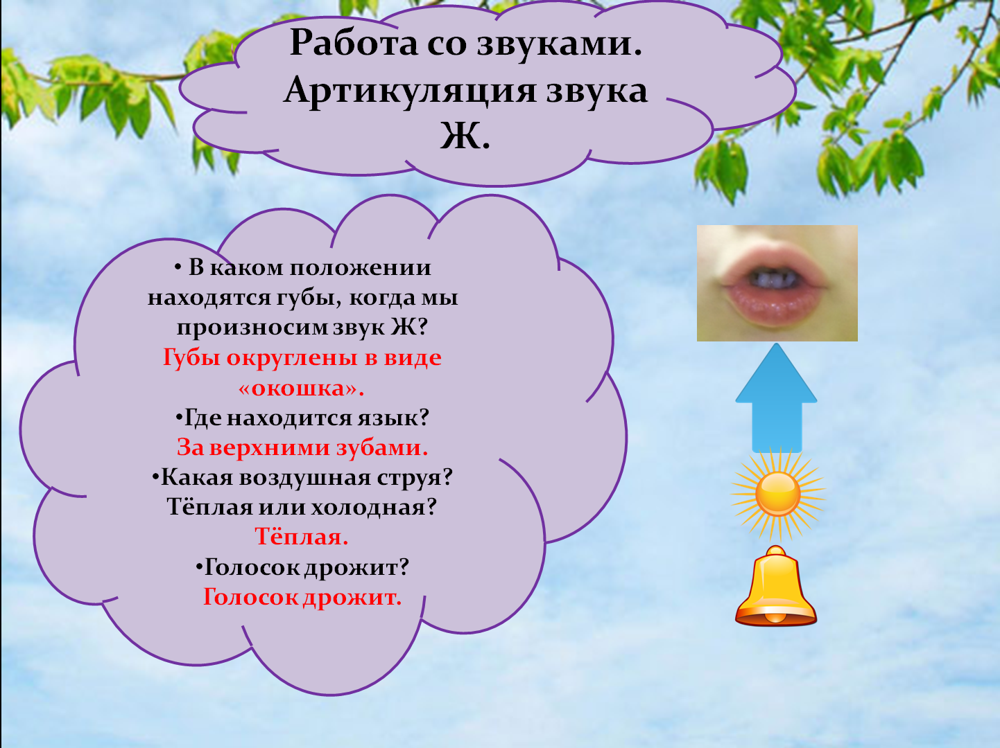 Работа со звуками.
Артикуляция звука
Ж.
• В каком положении
находятся губы, когда мы
произносим звук Ж?
Губы округлены в виде
«окошка».
•Где находится язык?
За верхними зубами.
•Какая воздушная струя?
Тёплая или холодная?
Тёплая.
•Голосок дрожит?
Голосок дрожит.